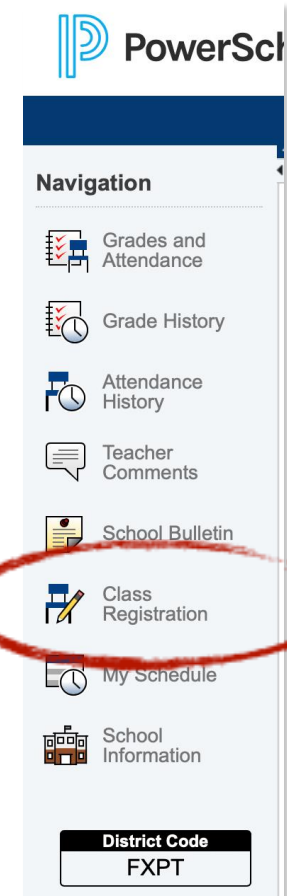 PowerSch
Navigation
Grades and
Attendance
Grade History
Attendance
History
Teacher
Comments
School Bulletin
Class
Registration
My Schedule
School
Information
District Code
FXPT